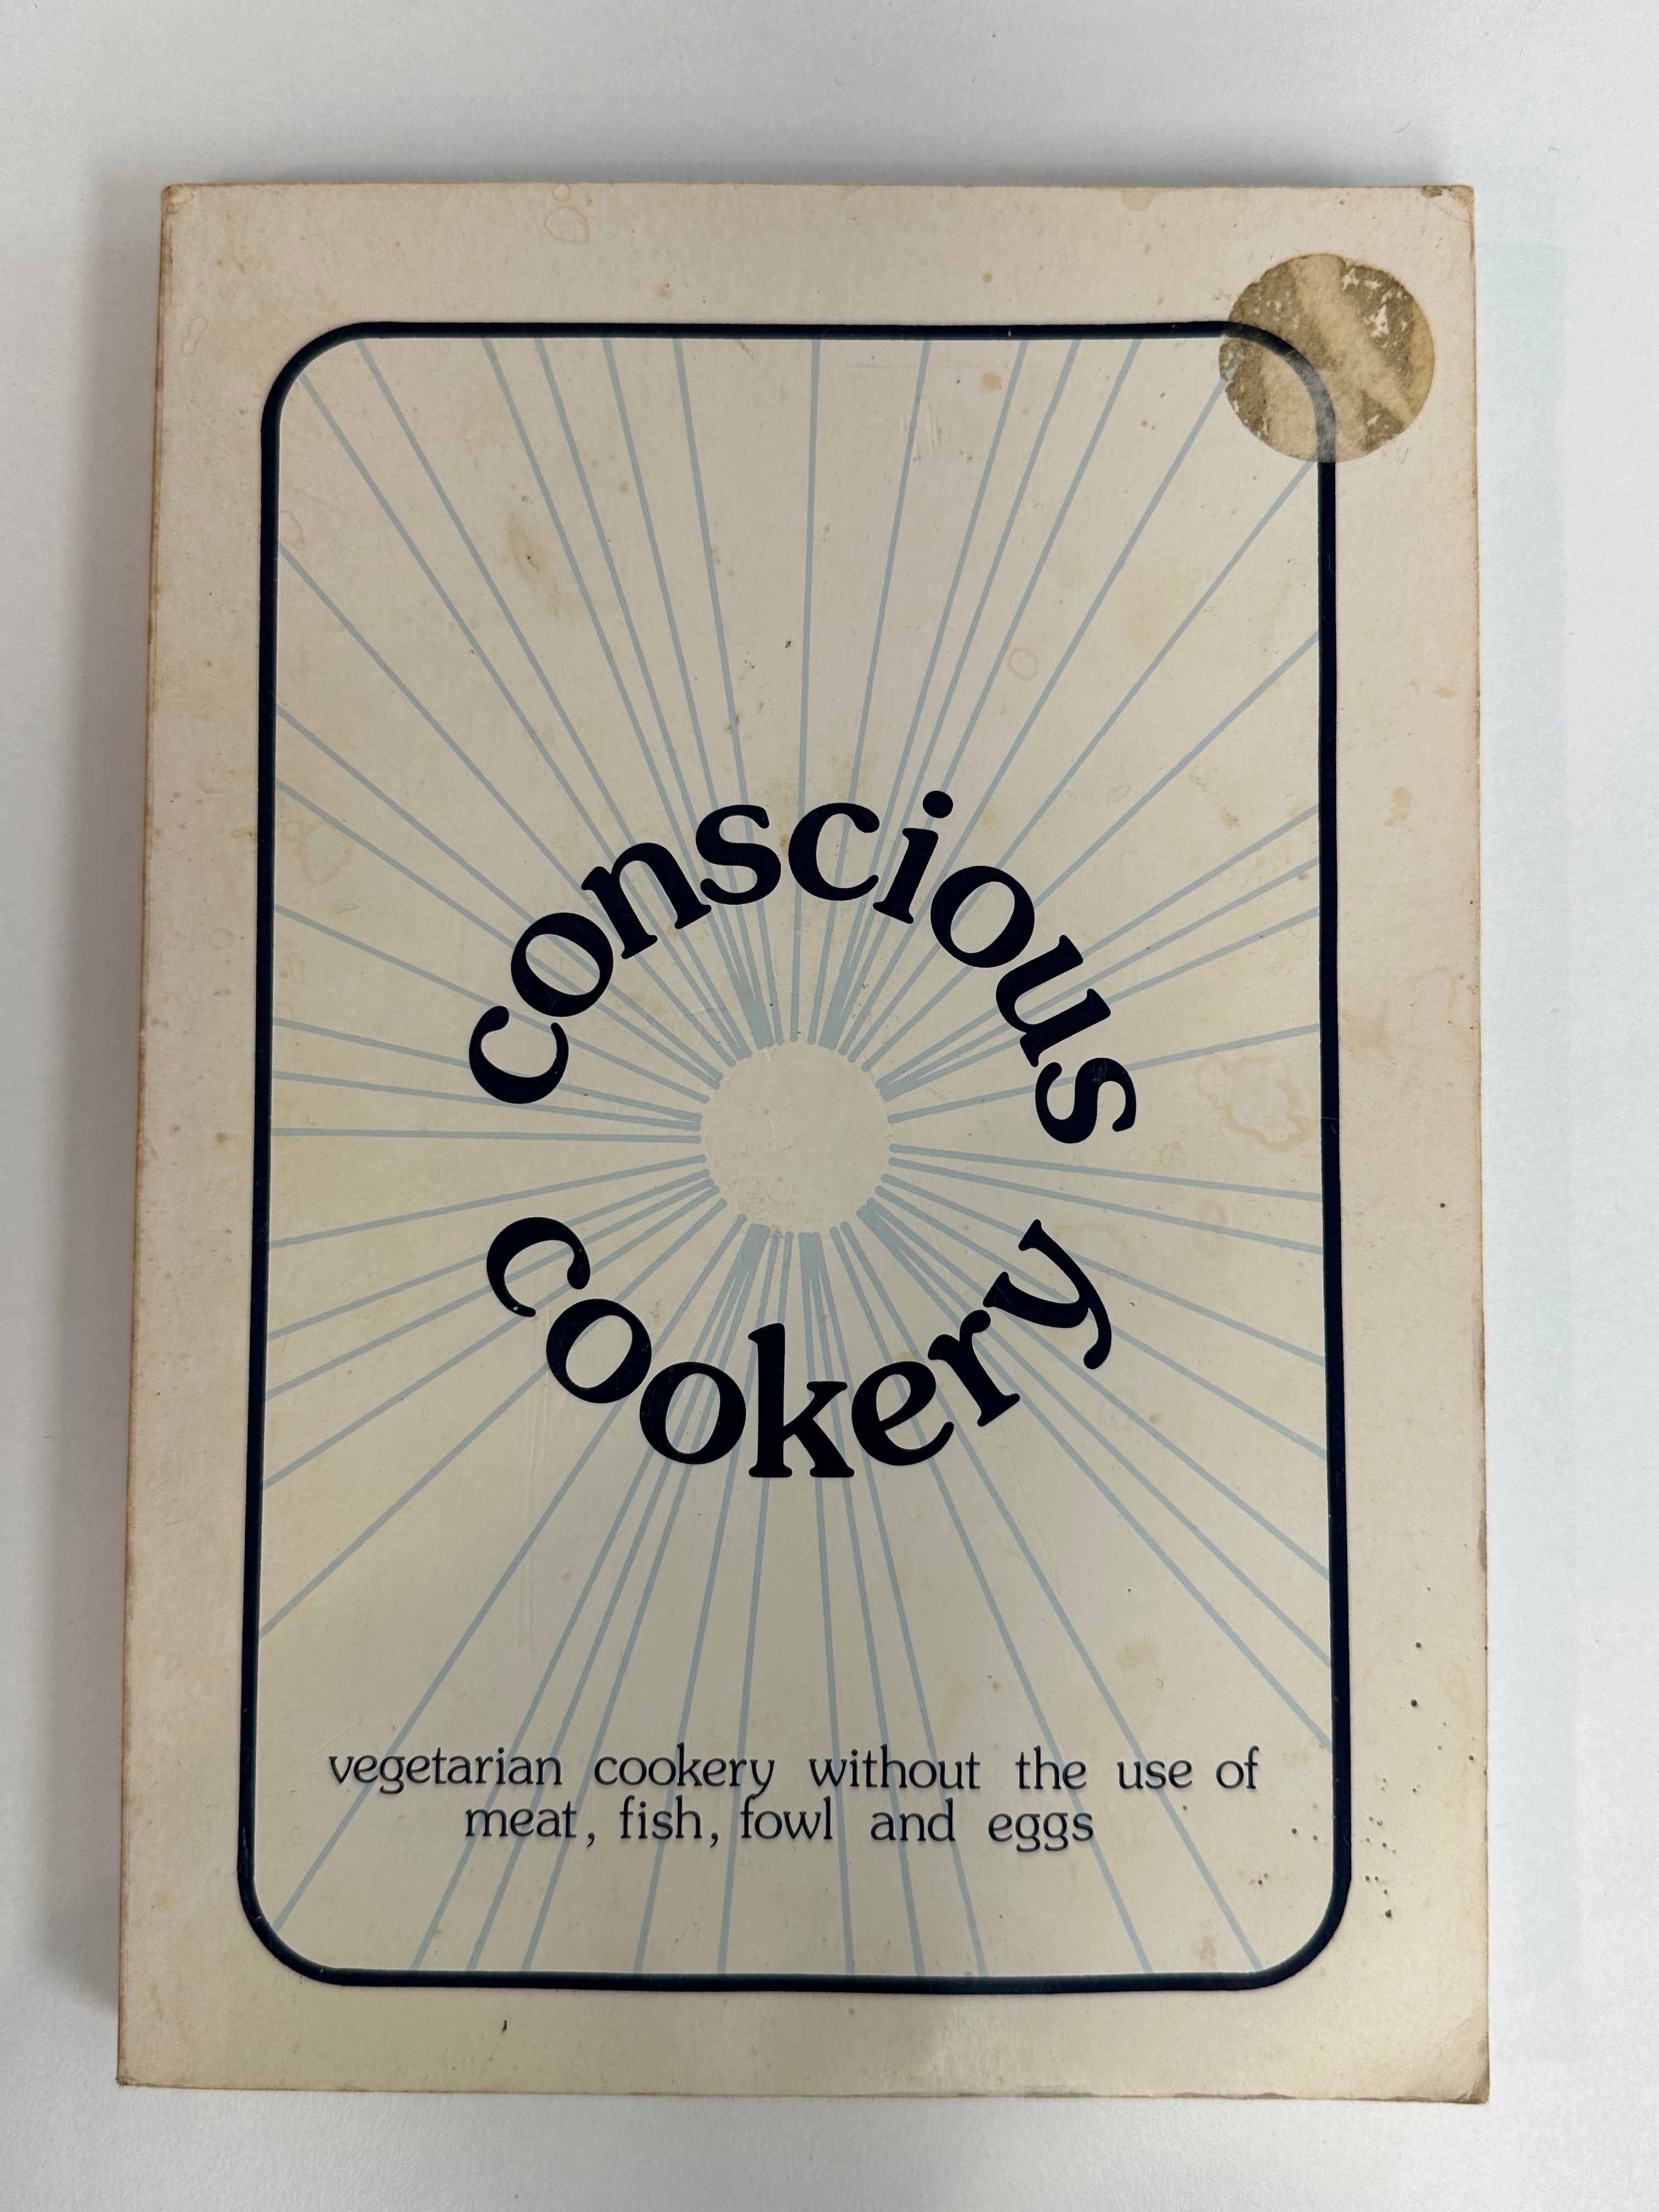 conscious
cookery
vegetarian cookery without the use of
meat, fish, fowl and eggs